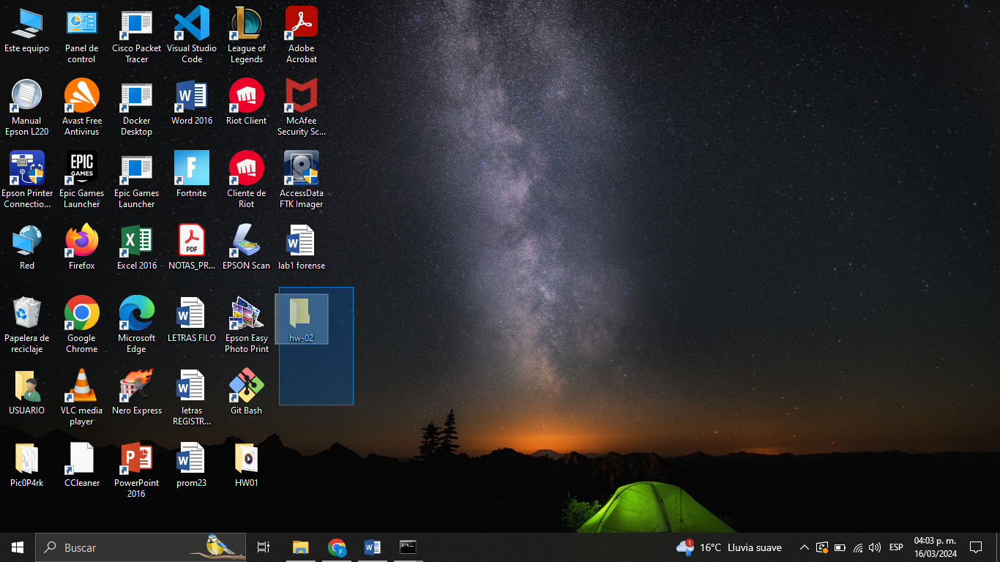 Este equipo
Panel de
control
Cisco Packet
Tracer
Visual Studio
Code
League of
Legends
Adobe
Acrobat
Manual
Epson L220
Avast Free
Antivirus
Docker
Desktop
Word 2016
Riot Client
McAfee
Security Sc...
Epson Printer
Connectio...
EPIC
GAMES
Epic Games
Launcher
Epic Games
Launcher
Fortnite
Cliente de
Riot
AccessData
FTK Imager
Red
Firefox
Excel 2016
PDF
NOTAS_PR...
EPSON Scan
lab1 forense
Papelera de
reciclaje
Google
Chrome
Microsoft
Edge
LETRAS FILO
Epson Easy
Photo Print
hw-02
USUARIO
VLC media
player
Nero Express
letras
REGISTR...
Git Bash
Pic0P4rk
CCleaner
PowerPoint
2016
prom23
HW01
Buscar
1
16°C Lluvia suave
ESP
04:03 p. m.
16/03/2024